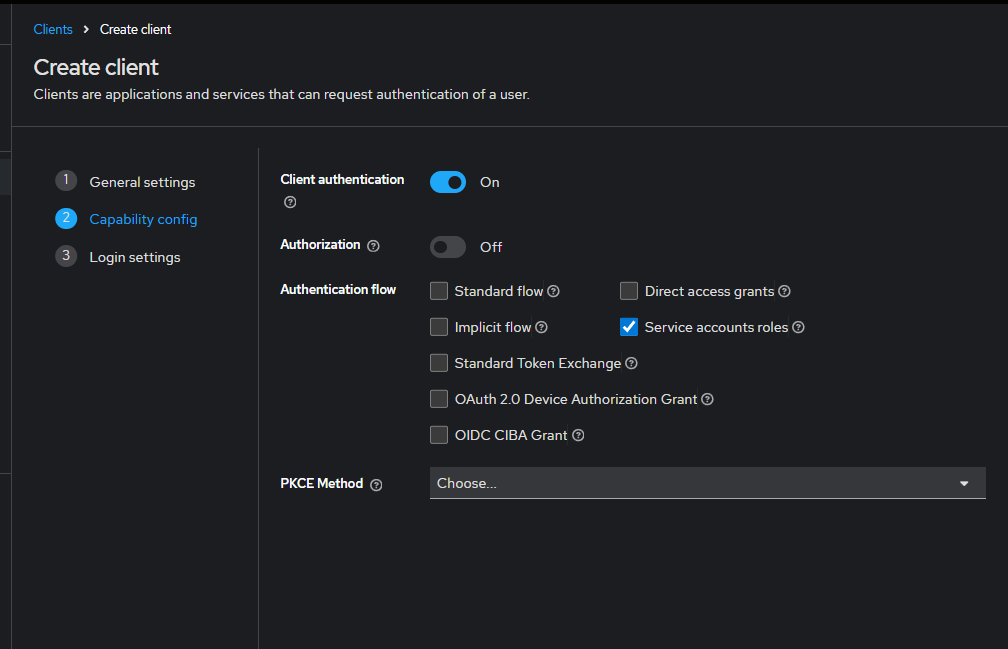 Clients > Create client
Create client
Clients are applications and services that can request authentication of a user.
1 General settings
2 Capability config
3 Login settings
Client authentication
On
Authorization
Off
Authentication flow
Standard flow
Direct access grants
Implicit flow
Service accounts roles
Standard Token Exchange
OAuth 2.0 Device Authorization Grant
OIDC CIBA Grant
PKCE Method
Choose...